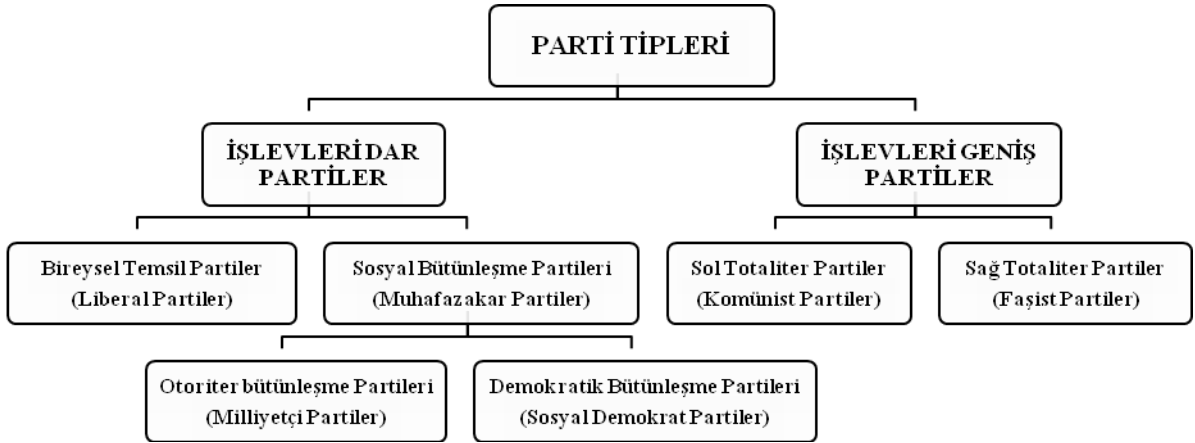 PARTİ TİPLERİ
İŞLEVLERİ DAR
PARTİLER
İŞLEVLERİ GENİŞ
PARTİLER
Bireysel Temsil Partiler
(Liberal Partiler)
Sosyal Bütünleşme Partileri
(Muhafazakar Partiler)
Sol Totaliter Partiler
(Komünist Partiler)
Sağ Totaliter Partiler
(Faşist Partiler)
Otoriter bütünleşme Partileri
(Milliyetçi Partiler)
Demokratik Bütünleşme Partileri
(Sosyal Demokrat Partiler)